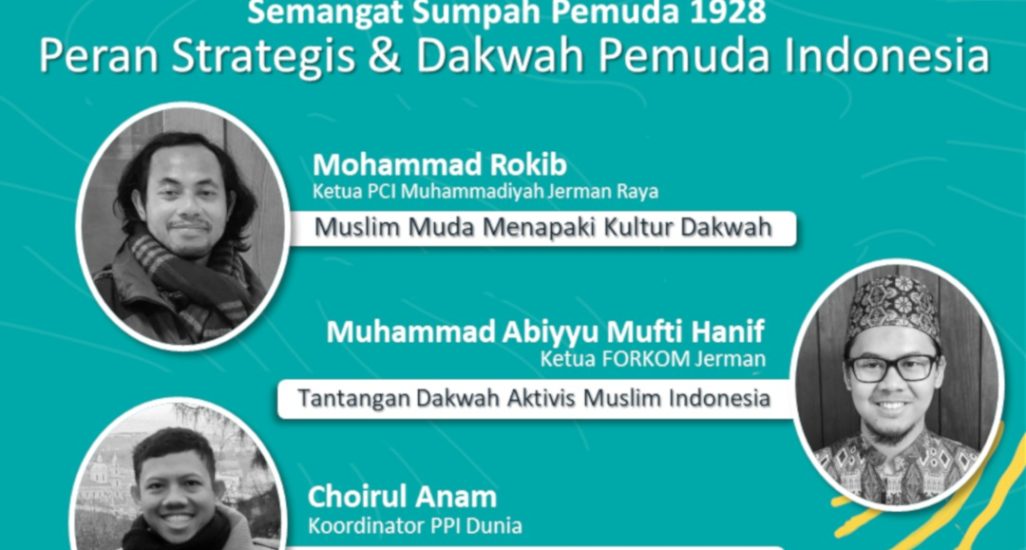 Semangat Sumpah Pemuda 1928
Peran Strategis & Dakwah Pemuda Indonesia
Mohammad Rokib
Ketua PCI Muhammadiyah Jerman Raya
Muslim Muda Menapaki Kultur Dakwah
Muhammad Abiyyu Mufti Hanif
Ketua FORKOM Jerman
Tantangan Dakwah Aktivis Muslim Indonesia
Choirul Anam
Koordinator PPI Dunia